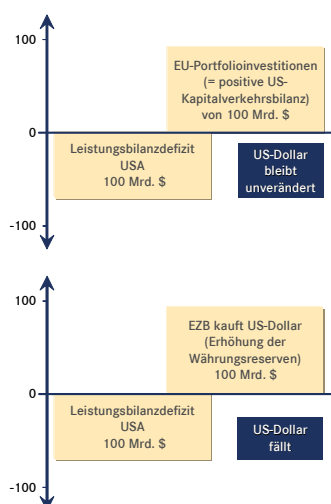 100
EU-Portfolioinvestitionen
(= positive US-
Kapitalverkehrsbilanz)
von 100 Mrd. $
0
Leistungsbilanzdefizit
USA
100 Mrd. $
US-Dollar
bleibt
unverändert
-100
100
EZB kauft US-Dollar
(Erhöhung der
Währungsreserven)
100 Mrd. $
0
Leistungsbilanzdefizit
USA
100 Mrd. $
US-Dollar
fällt
-100